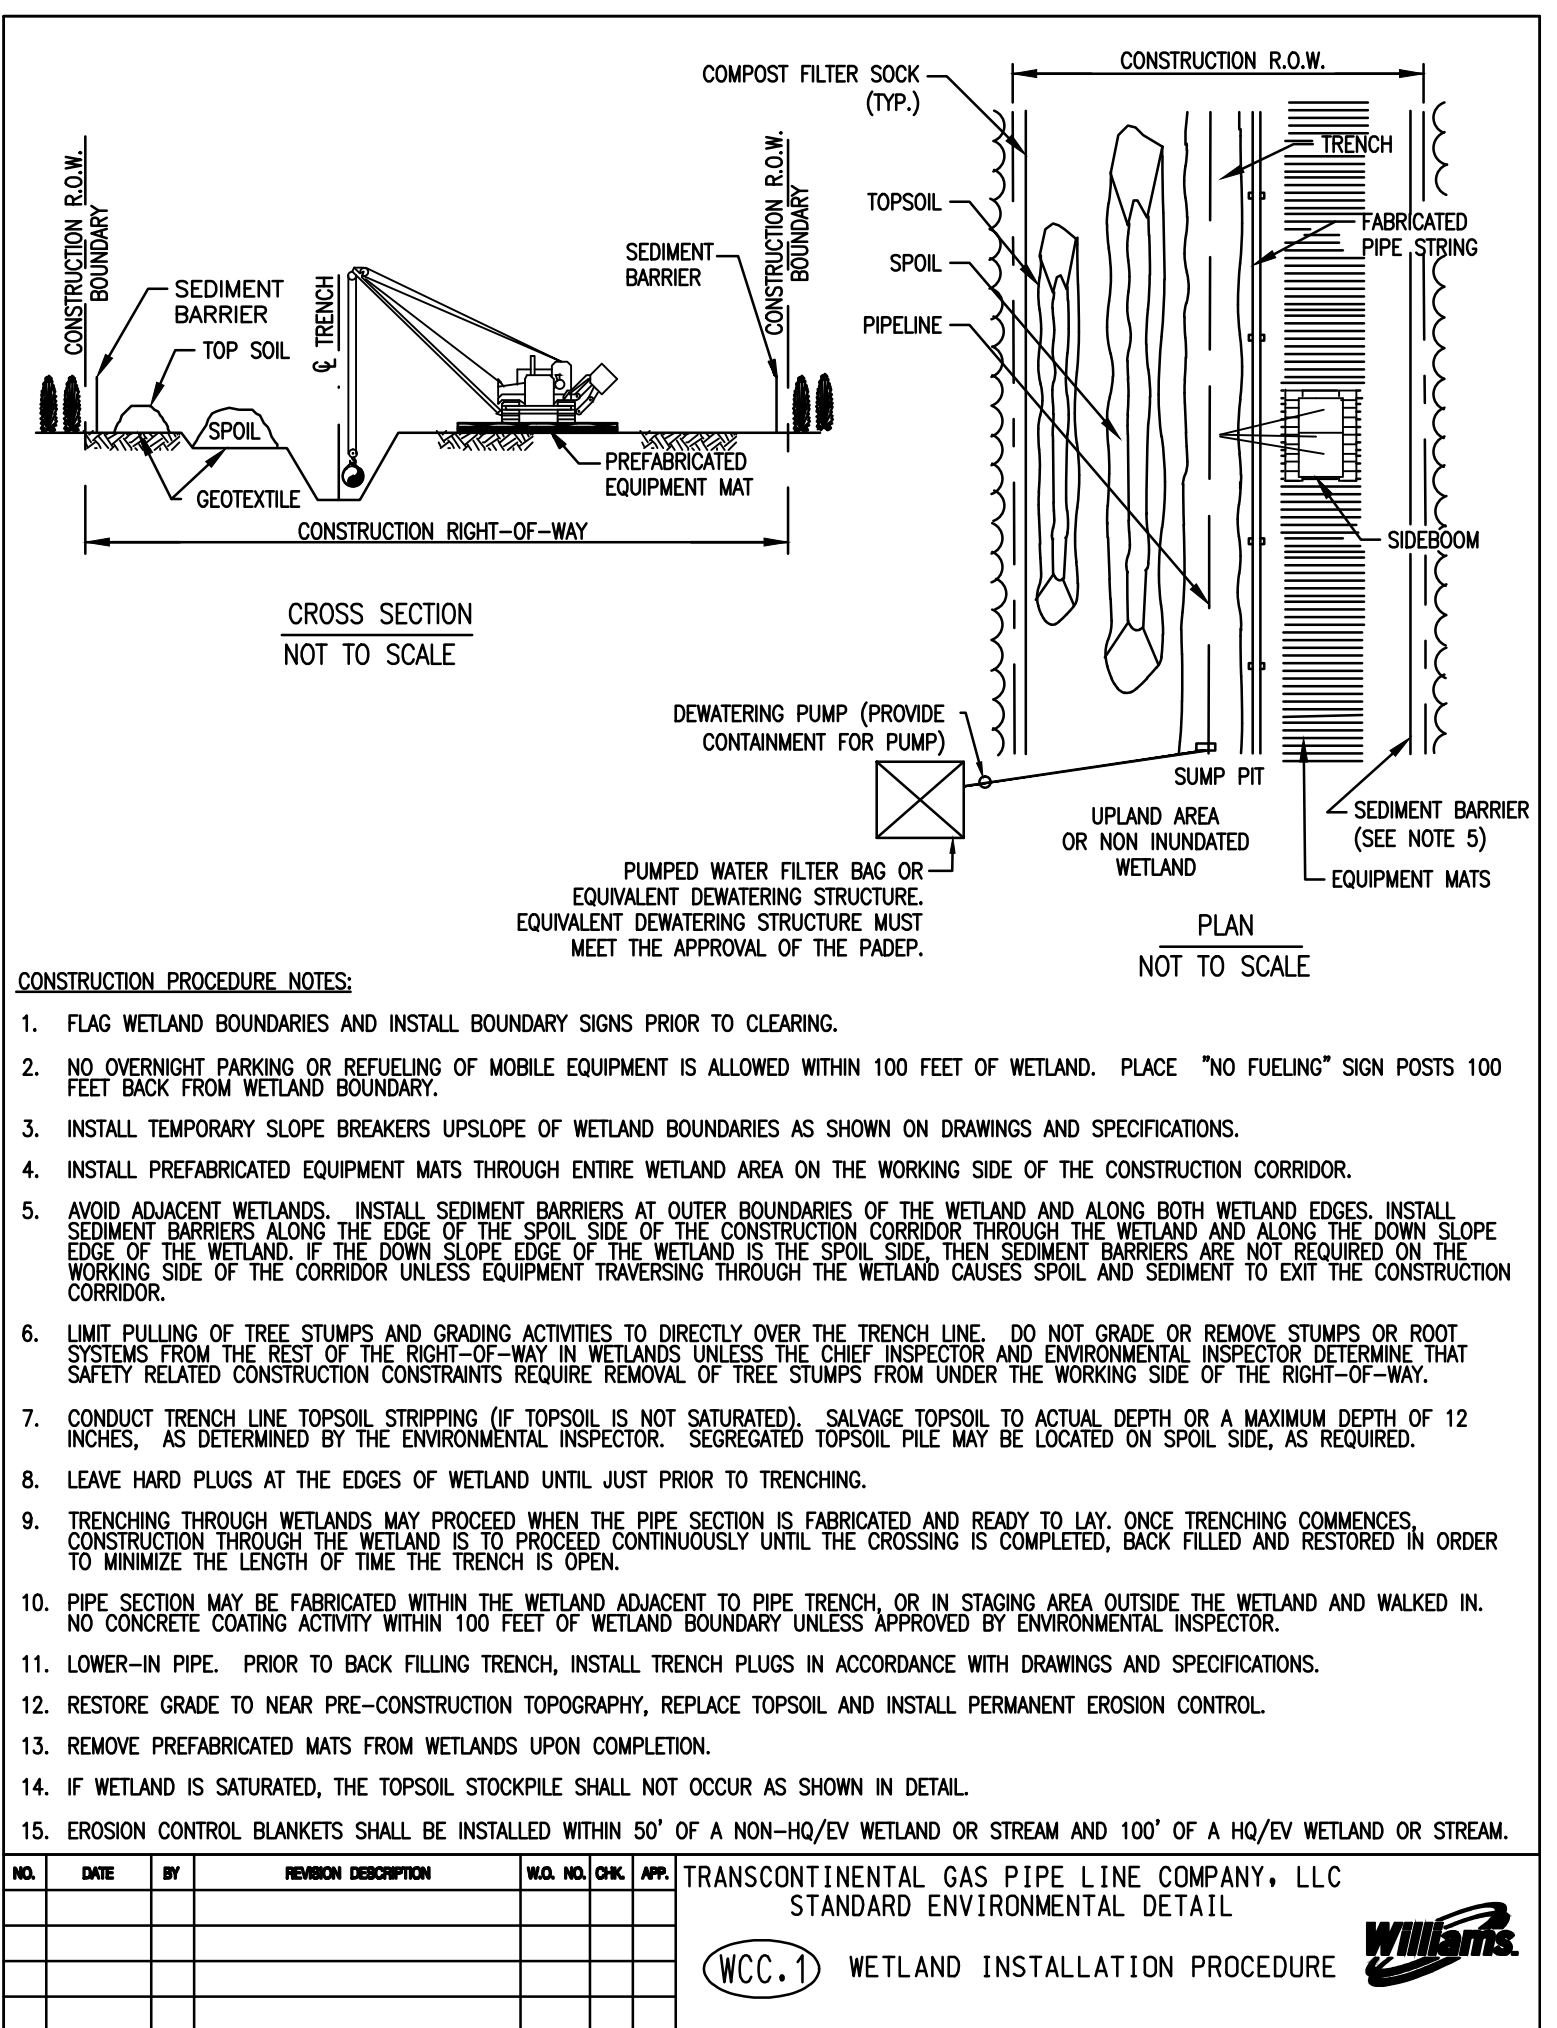 CONSTRUCTION R.O.W.
BOUNDARY
SEDIMENT
BARRIER
TOP SOIL
SPOIL
GEOTEXTILE
℄ TRENCH
SEDIMENT
BARRIER
CONSTRUCTION R.O.W.
BOUNDARY
PREFABRICATED
EQUIPMENT MAT
CONSTRUCTION RIGHT-OF-WAY
CROSS SECTION
NOT TO SCALE
CONSTRUCTION R.O.W.
COMPOST FILTER SOCK
(TYP.)
TRENCH
TOPSOIL
FABRICATED
PIPE STRING
SPOIL
PIPELINE
SIDEBOOM
DEWATERING PUMP (PROVIDE
CONTAINMENT FOR PUMP)
SUMP PIT
UPLAND AREA
OR NON INUNDATED
WETLAND
SEDIMENT BARRIER
(SEE NOTE 5)
EQUIPMENT MATS
PUMPED WATER FILTER BAG OR
EQUIVALENT DEWATERING STRUCTURE.
EQUIVALENT DEWATERING STRUCTURE MUST
MEET THE APPROVAL OF THE PADEP.
PLAN
NOT TO SCALE
CONSTRUCTION PROCEDURE NOTES:
1. FLAG WETLAND BOUNDARIES AND INSTALL BOUNDARY SIGNS PRIOR TO CLEARING.
2. NO OVERNIGHT PARKING OR REFUELING OF MOBILE EQUIPMENT IS ALLOWED WITHIN 100 FEET OF WETLAND. PLACE "NO FUELING" SIGN POSTS 100
FEET BACK FROM WETLAND BOUNDARY.
3. INSTALL TEMPORARY SLOPE BREAKERS UPSLOPE OF WETLAND BOUNDARIES AS SHOWN ON DRAWINGS AND SPECIFICATIONS.
4. INSTALL PREFABRICATED EQUIPMENT MATS THROUGH ENTIRE WETLAND AREA ON THE WORKING SIDE OF THE CONSTRUCTION CORRIDOR.
5. AVOID ADJACENT WETLANDS. INSTALL SEDIMENT BARRIERS AT OUTER BOUNDARIES OF THE WETLAND AND ALONG BOTH WETLAND EDGES. INSTALL
SEDIMENT BARRIERS ALONG THE EDGE OF THE SPOIL SIDE OF THE CONSTRUCTION CORRIDOR THROUGH THE WETLAND AND ALONG THE DOWN SLOPE
EDGE OF THE WETLAND. IF THE DOWN SLOPE EDGE OF THE WETLAND IS THE SPOIL SIDE, THEN SEDIMENT BARRIERS ARE NOT REQUIRED ON THE
WORKING SIDE OF THE CORRIDOR UNLESS EQUIPMENT TRAVERSING THROUGH THE WETLAND CAUSES SPOIL AND SEDIMENT TO EXIT THE CONSTRUCTION
CORRIDOR.
6. LIMIT PULLING OF TREE STUMPS AND GRADING ACTIVITIES TO DIRECTLY OVER THE TRENCH LINE. DO NOT GRADE OR REMOVE STUMPS OR ROOT
SYSTEMS FROM THE REST OF THE RIGHT-OF-WAY IN WETLANDS UNLESS THE CHIEF INSPECTOR AND ENVIRONMENTAL INSPECTOR DETERMINE THAT
SAFETY RELATED CONSTRUCTION CONSTRAINTS REQUIRE REMOVAL OF TREE STUMPS FROM UNDER THE WORKING SIDE OF THE RIGHT-OF-WAY.
7. CONDUCT TRENCH LINE TOPSOIL STRIPPING (IF TOPSOIL IS NOT SATURATED). SALVAGE TOPSOIL TO ACTUAL DEPTH OR A MAXIMUM DEPTH OF 12
INCHES, AS DETERMINED BY THE ENVIRONMENTAL INSPECTOR. SEGREGATED TOPSOIL PILE MAY BE LOCATED ON SPOIL SIDE, AS REQUIRED.
8. LEAVE HARD PLUGS AT THE EDGES OF WETLAND UNTIL JUST PRIOR TO TRENCHING.
9. TRENCHING THROUGH WETLANDS MAY PROCEED WHEN THE PIPE SECTION IS FABRICATED AND READY TO LAY. ONCE TRENCHING COMMENCES,
CONSTRUCTION THROUGH THE WETLAND IS TO PROCEED CONTINUOUSLY UNTIL THE CROSSING IS COMPLETED, BACK FILLED AND RESTORED IN ORDER
TO MINIMIZE THE LENGTH OF TIME THE TRENCH IS OPEN.
10. PIPE SECTION MAY BE FABRICATED WITHIN THE WETLAND ADJACENT TO PIPE TRENCH, OR IN STAGING AREA OUTSIDE THE WETLAND AND WALKED IN.
NO CONCRETE COATING ACTIVITY WITHIN 100 FEET OF WETLAND BOUNDARY UNLESS APPROVED BY ENVIRONMENTAL INSPECTOR.
11. LOWER-IN PIPE. PRIOR TO BACK FILLING TRENCH, INSTALL TRENCH PLUGS IN ACCORDANCE WITH DRAWINGS AND SPECIFICATIONS.
12. RESTORE GRADE TO NEAR PRE-CONSTRUCTION TOPOGRAPHY, REPLACE TOPSOIL AND INSTALL PERMANENT EROSION CONTROL.
13. REMOVE PREFABRICATED MATS FROM WETLANDS UPON COMPLETION.
14. IF WETLAND IS SATURATED, THE TOPSOIL STOCKPILE SHALL NOT OCCUR AS SHOWN IN DETAIL.
15. EROSION CONTROL BLANKETS SHALL BE INSTALLED WITHIN 50' OF A NON-HQ/EV WETLAND OR STREAM AND 100' OF A HQ/EV WETLAND OR STREAM.
NO. DATE BY REVISION DESCRIPTION W.O. NO. CHK. APP.
TRANSCONTINENTAL GAS PIPE LINE COMPANY, LLC
STANDARD ENVIRONMENTAL DETAIL
WCC.1 WETLAND INSTALLATION PROCEDURE
Williams.